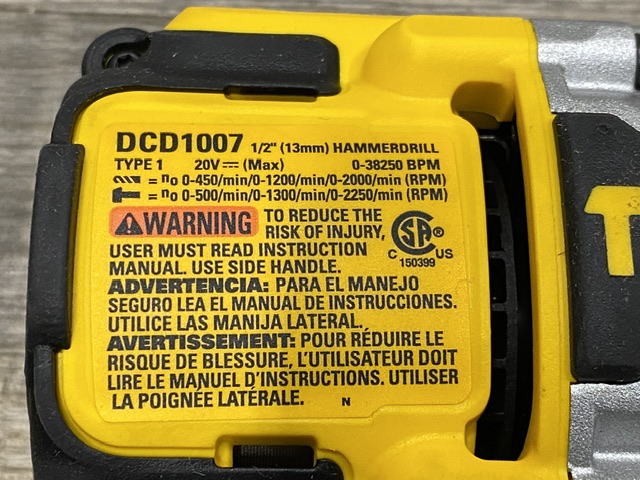 DCD1007 1/2" (13mm) HAMMERDRILL
TYPE 1 20V⎓ (Max) 0-38250 BPM
= no 0-450/min/0-1200/min/0-2000/min (RPM)
= no 0-500/min/0-1300/min/0-2250/min (RPM)
WARNING TO REDUCE THE
RISK OF INJURY,
USER MUST READ INSTRUCTION
MANUAL. USE SIDE HANDLE.
CSA®
C US
150399
ADVERTENCIA: PARA EL MANEJO
SEGURO LEA EL MANUAL DE INSTRUCCIONES.
UTILICE LAS MANIJA LATERAL.
AVERTISSEMENT: POUR RÉDUIRE LE
RISQUE DE BLESSURE, L'UTILISATEUR DOIT
LIRE LE MANUEL D'INSTRUCTIONS. UTILISER
LA POIGNÉE LATÉRALE. N